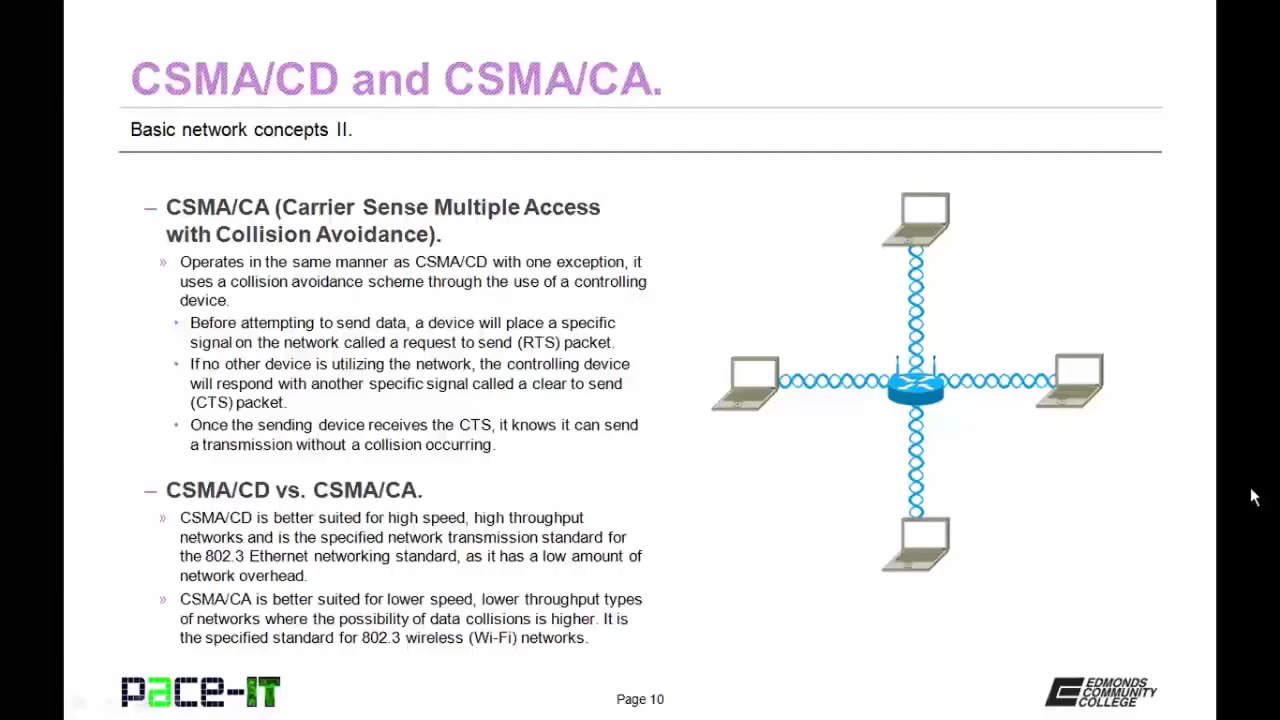 CSMA/CD and CSMA/CA.
Basic network concepts II.
– CSMA/CA (Carrier Sense Multiple Access
with Collision Avoidance).
» Operates in the same manner as CSMA/CD with one exception, it
uses a collision avoidance scheme through the use of a controlling
device.
• Before attempting to send data, a device will place a specific
signal on the network called a request to send (RTS) packet.
• If no other device is utilizing the network, the controlling device
will respond with another specific signal called a clear to send
(CTS) packet.
• Once the sending device receives the CTS, it knows it can send
a transmission without a collision occurring.
– CSMA/CD vs. CSMA/CA.
» CSMA/CD is better suited for high speed, high throughput
networks and is the specified network transmission standard for
the 802.3 Ethernet networking standard, as it has a low amount of
network overhead.
» CSMA/CA is better suited for lower speed, lower throughput types
of networks where the possibility of data collisions is higher. It is
the specified standard for 802.3 wireless (Wi-Fi) networks.
pace-IT
Page 10
EDMONDS
COMMUNITY
COLLEGE